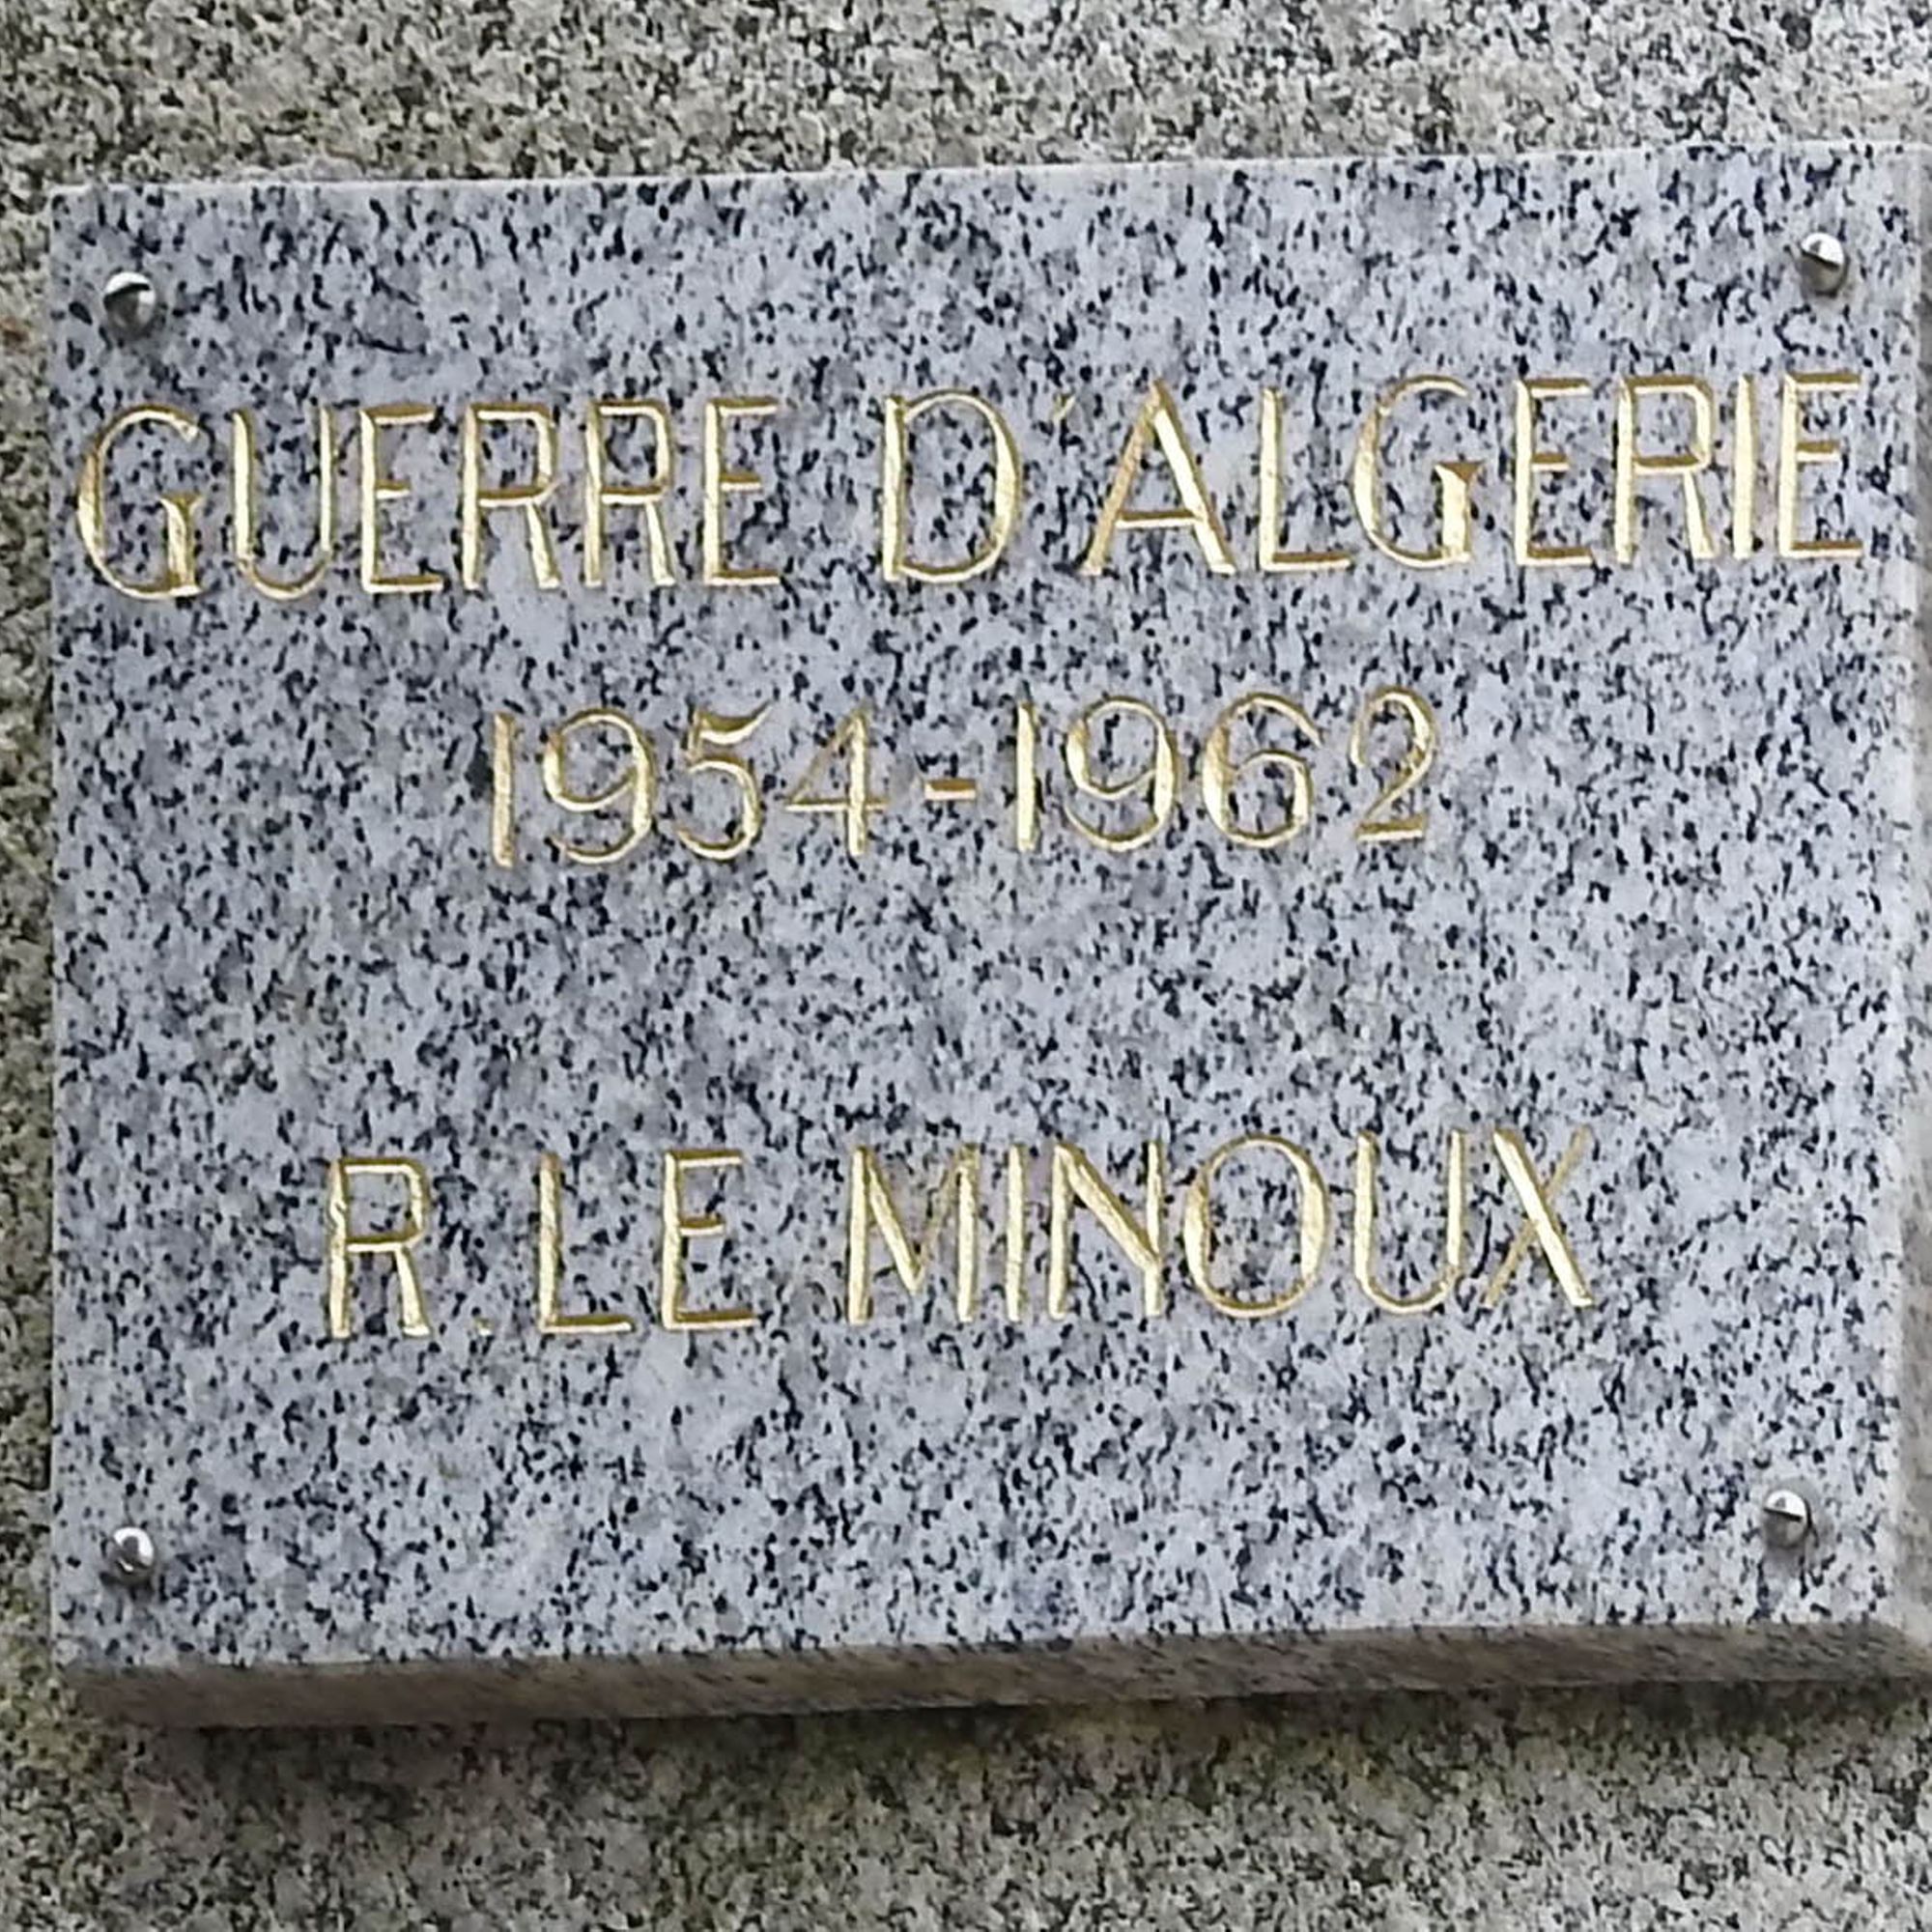 GUERRE D'ALGERIE
1954-1962
R. LE MINOUX